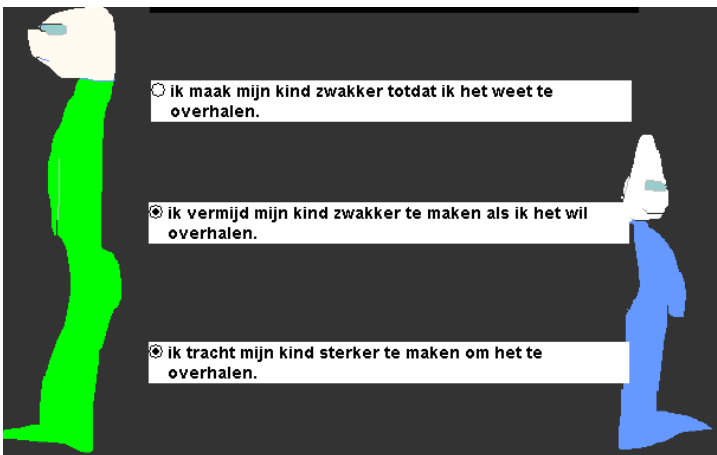 ik maak mijn kind zwakker totdat ik het weet te
overhalen.
ik vermijd mijn kind zwakker te maken als ik het wil
overhalen.
ik tracht mijn kind sterker te maken om het te
overhalen.